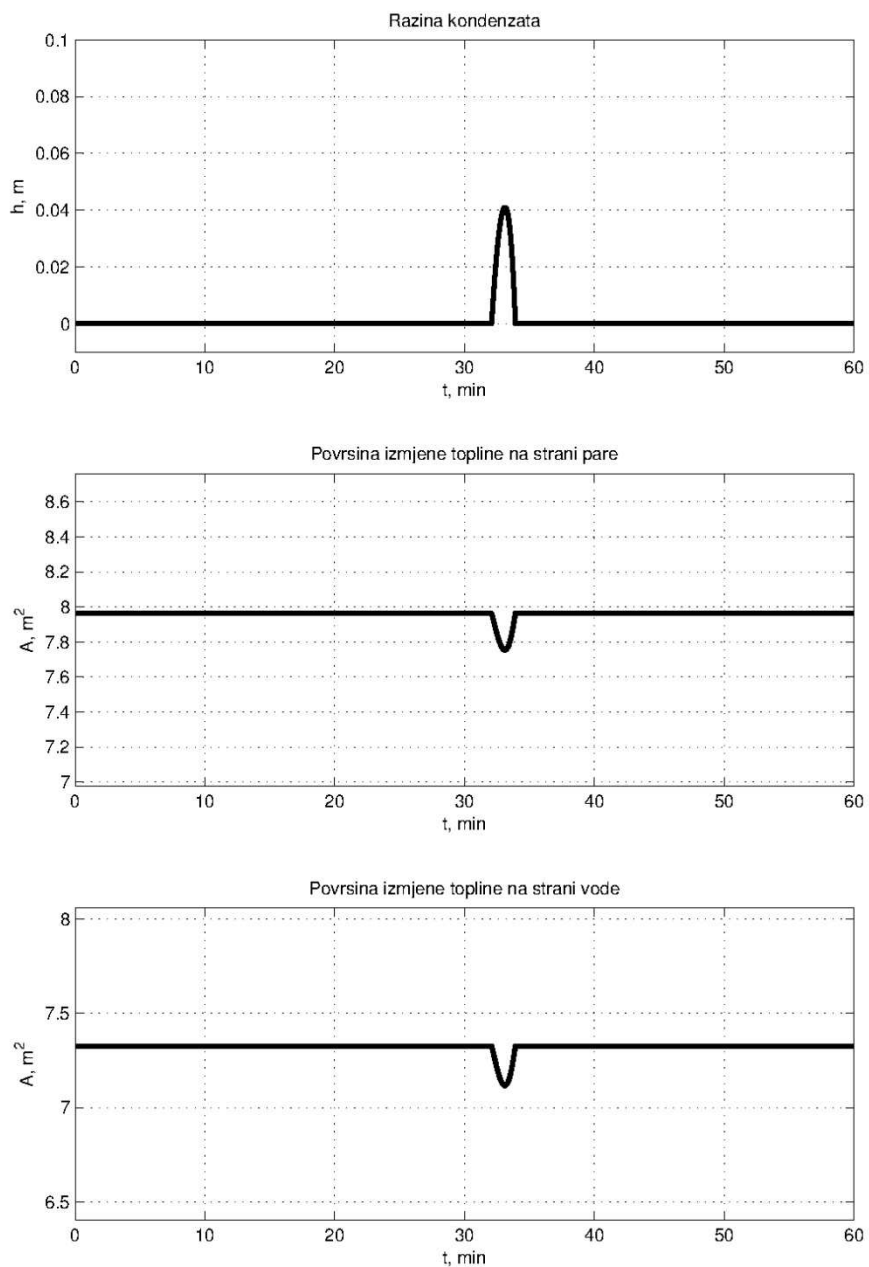 Razina kondenzata
0.1
0.08
0.06
0.04
0.02
0
h, m
0 10 20 30 40 50 60
t, min
Povrsina izmjene topline na strani pare
8.6
8.4
8.2
8
7.8
7.6
7.4
7.2
7
A, m²
0 10 20 30 40 50 60
t, min
Povrsina izmjene topline na strani vode
8
7.5
7
6.5
A, m²
0 10 20 30 40 50 60
t, min